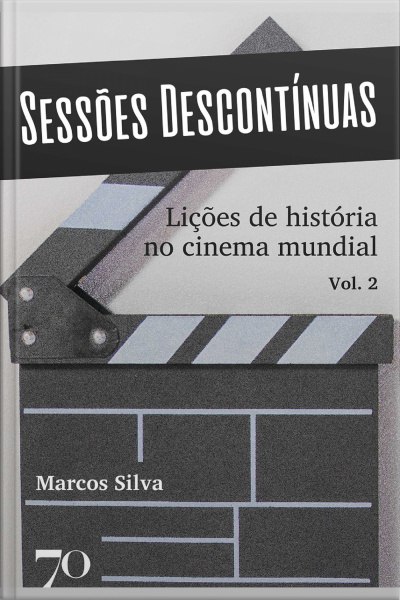 SESSÕES DESCONTÍNUAS
Lições de história
no cinema mundial
Vol. 2
Marcos Silva
70